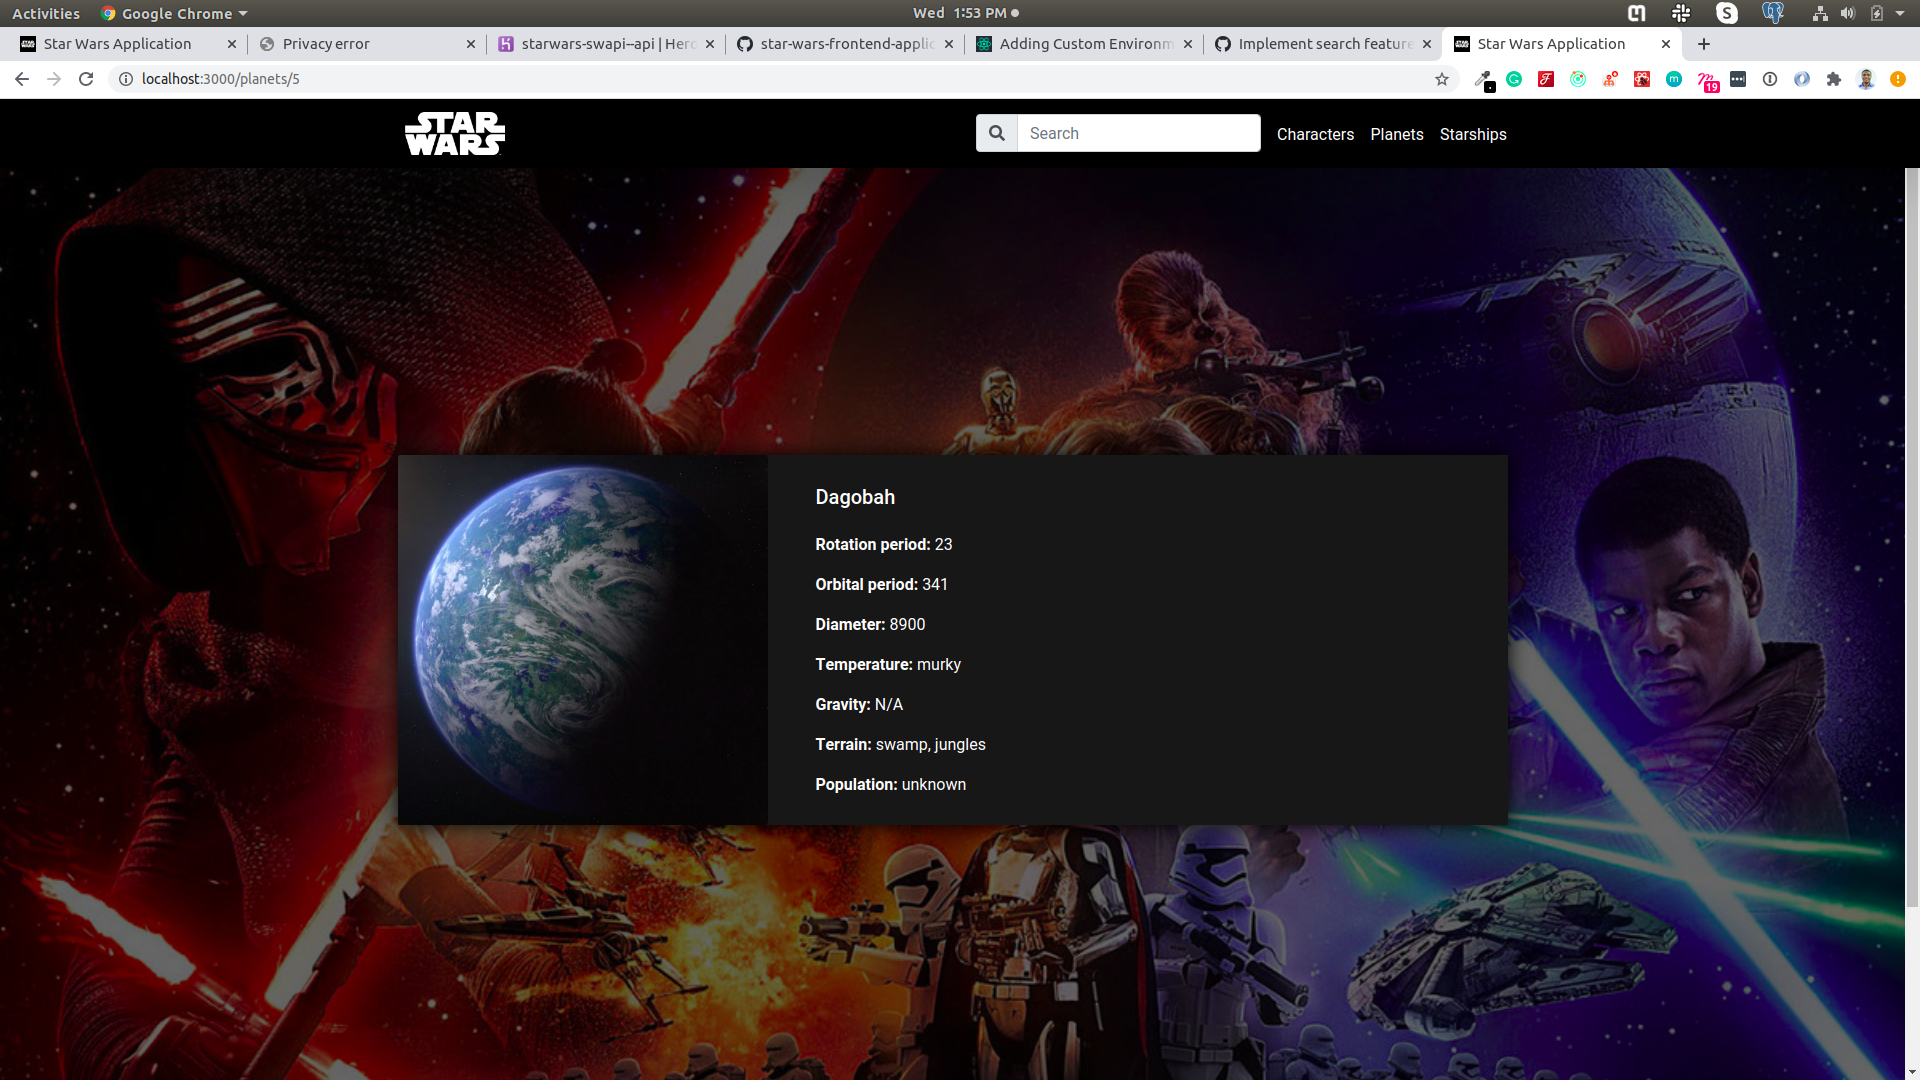 Activities
Google Chrome
Wed 1:53 PM
Star Wars Application
Privacy error
starwars-swapi--api | Hero
star-wars-frontend-applic
Adding Custom Environm
Implement search feature
Star Wars Application
localhost:3000/planets/5
19
STAR WARS
Search
Characters
Planets
Starships
Dagobah
Rotation period: 23
Orbital period: 341
Diameter: 8900
Temperature: murky
Gravity: N/A
Terrain: swamp, jungles
Population: unknown